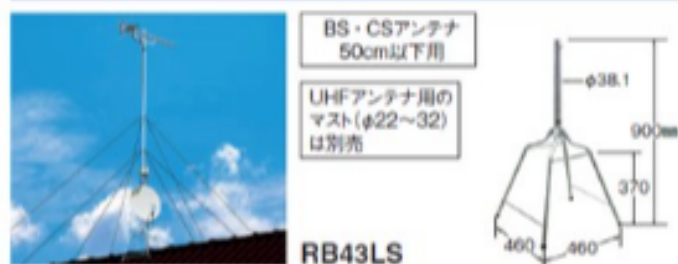 BS・CSアンテナ
50cm以下用
UHFアンテナ用の
マスト(φ22～32)
は別売
RB43LS
φ38.1
900mm
370
460
460